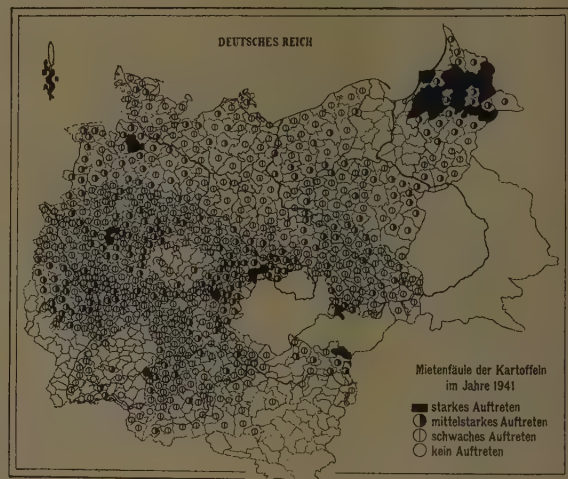 DEUTSCHES REICH
Mietenfäule der Kartoffeln
im Jahre 1941
starkes Auftreten
mittelstarkes Auftreten
schwaches Auftreten
kein Auftreten